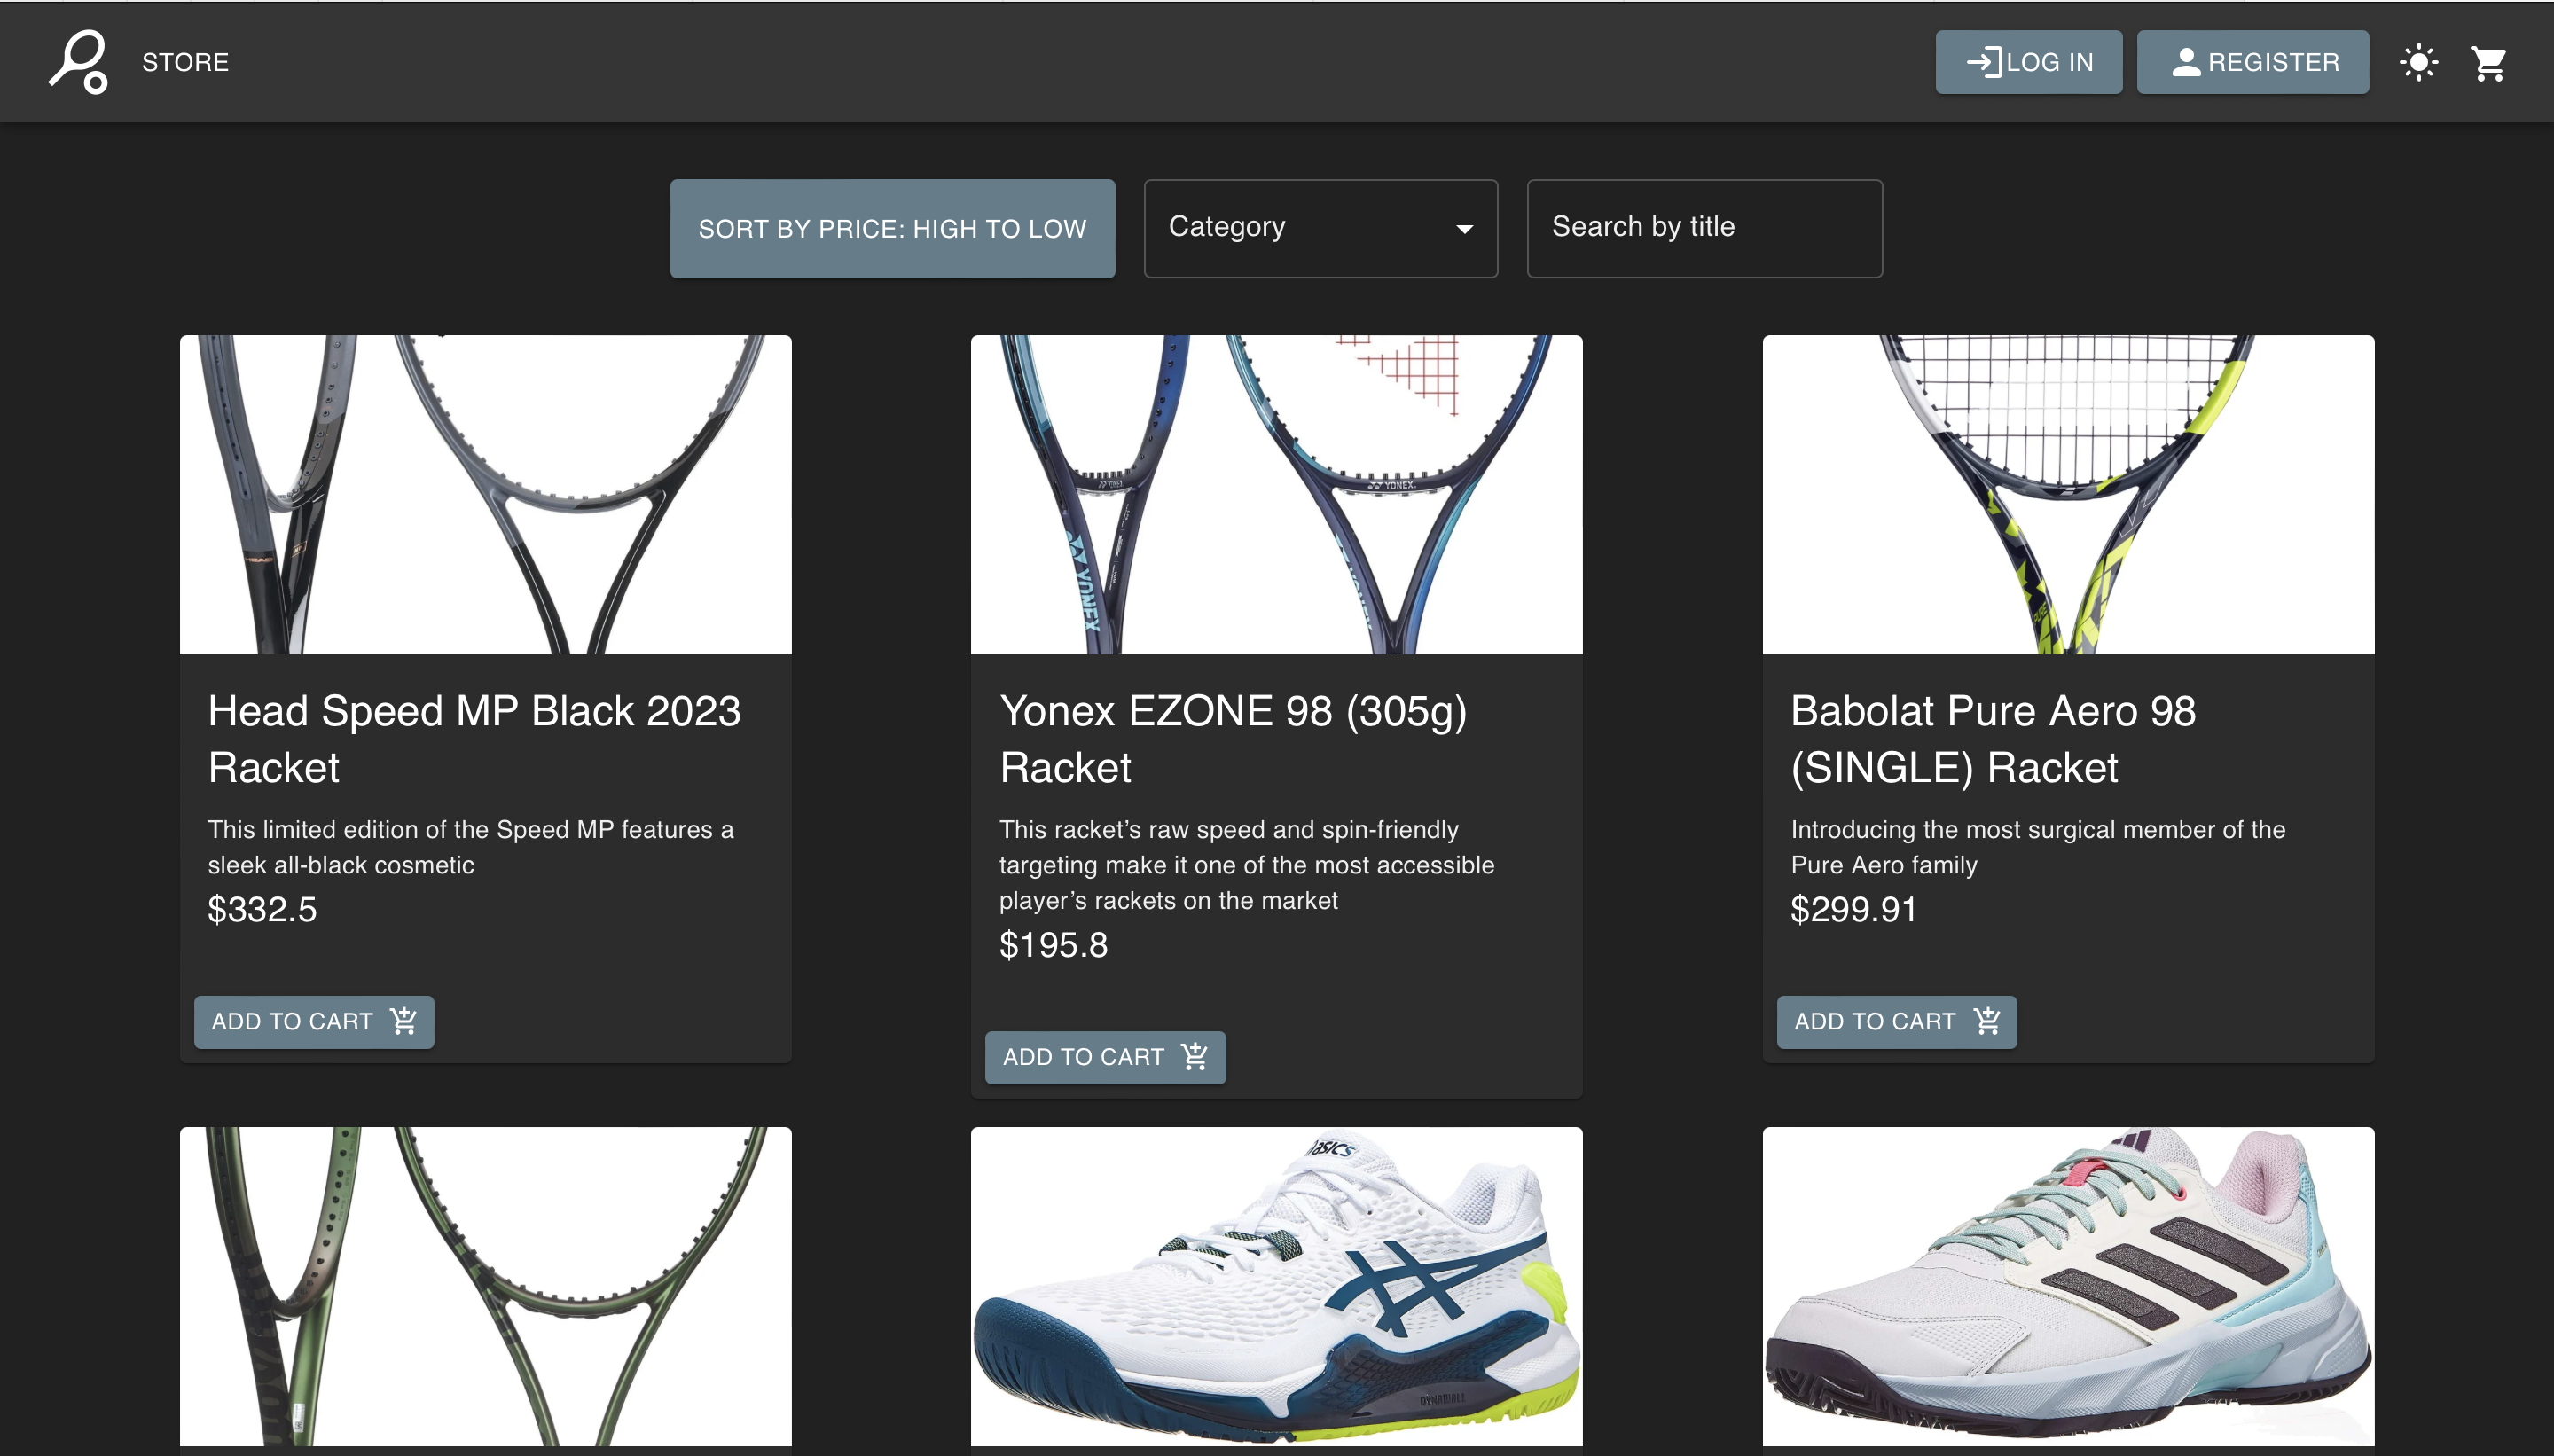 STORE
LOG IN
REGISTER
SORT BY PRICE: HIGH TO LOW
Category
Search by title
HEAD
YONEX
YONEX
YONEX
YONEX
PURE
Head Speed MP Black 2023
Racket
This limited edition of the Speed MP features a
sleek all-black cosmetic
$332.5
ADD TO CART
Yonex EZONE 98 (305g)
Racket
This racket’s raw speed and spin-friendly
targeting make it one of the most accessible
player’s rackets on the market
$195.8
ADD TO CART
Babolat Pure Aero 98
(SINGLE) Racket
Introducing the most surgical member of the
Pure Aero family
$299.91
ADD TO CART
asics
DYNAWALL